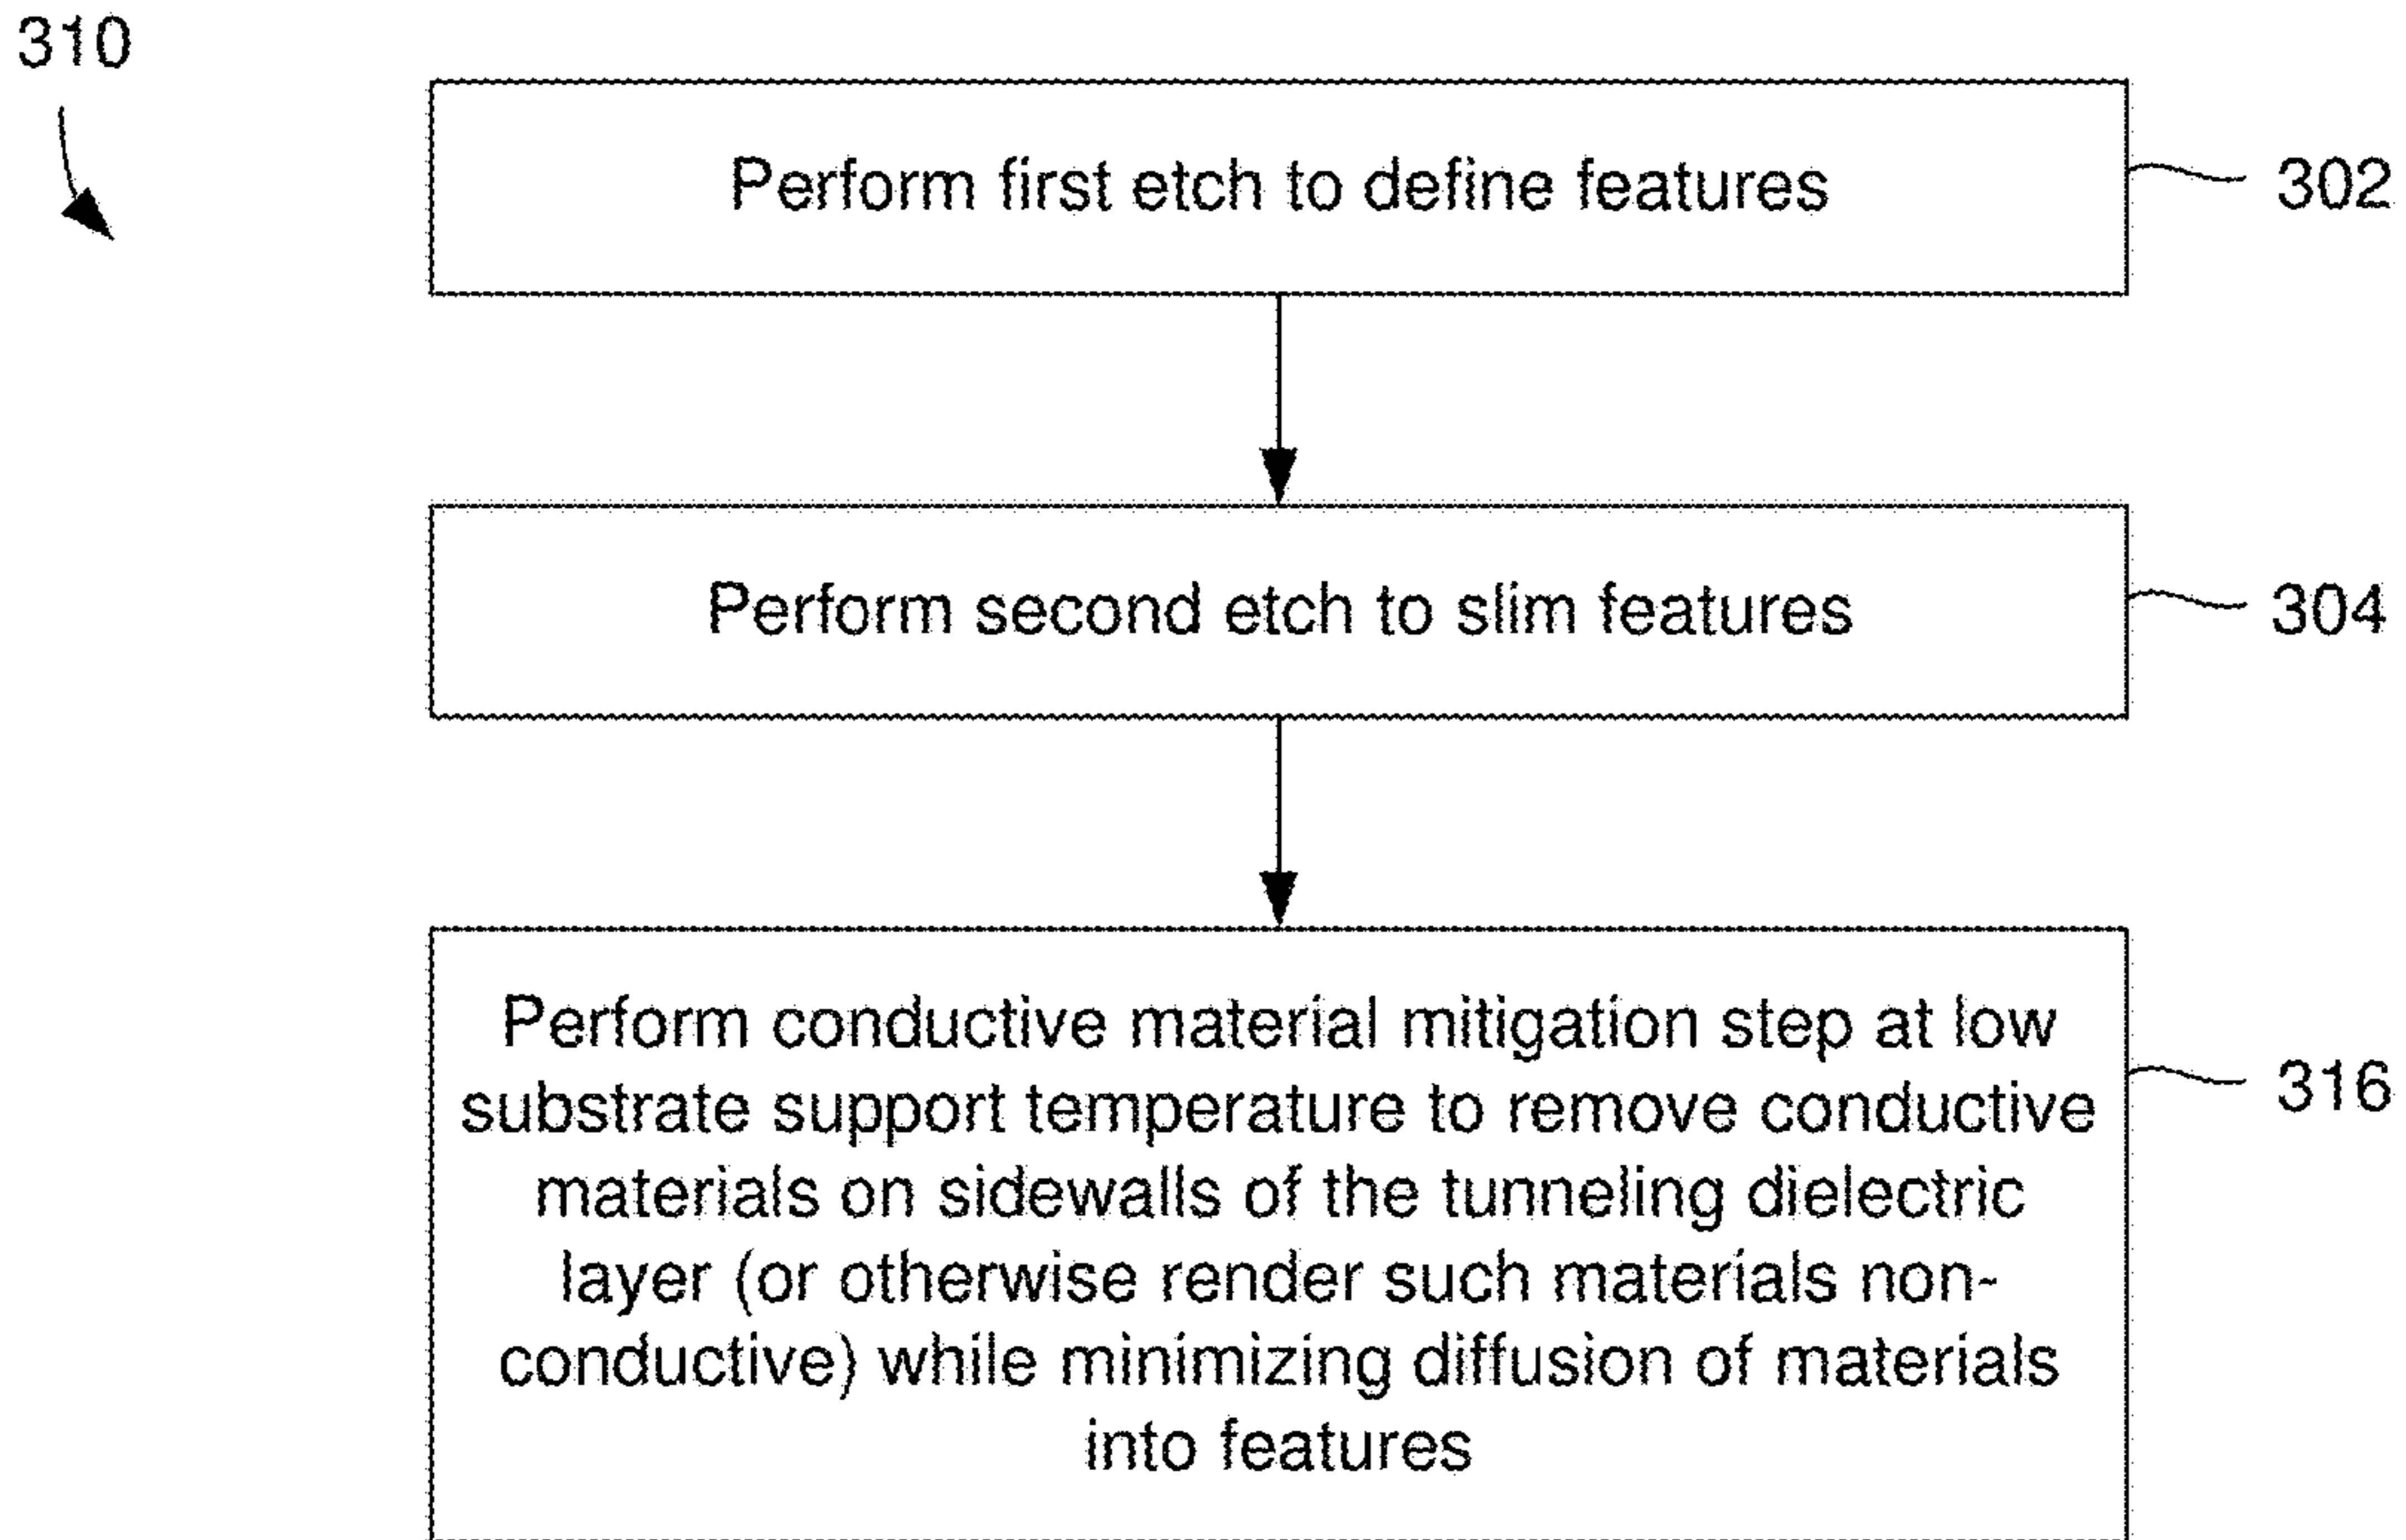 310
Perform first etch to define features
302
Perform second etch to slim features
304
Perform conductive material mitigation step at low
substrate support temperature to remove conductive
materials on sidewalls of the tunneling dielectric
layer (or otherwise render such materials non-
conductive) while minimizing diffusion of materials
into features
316